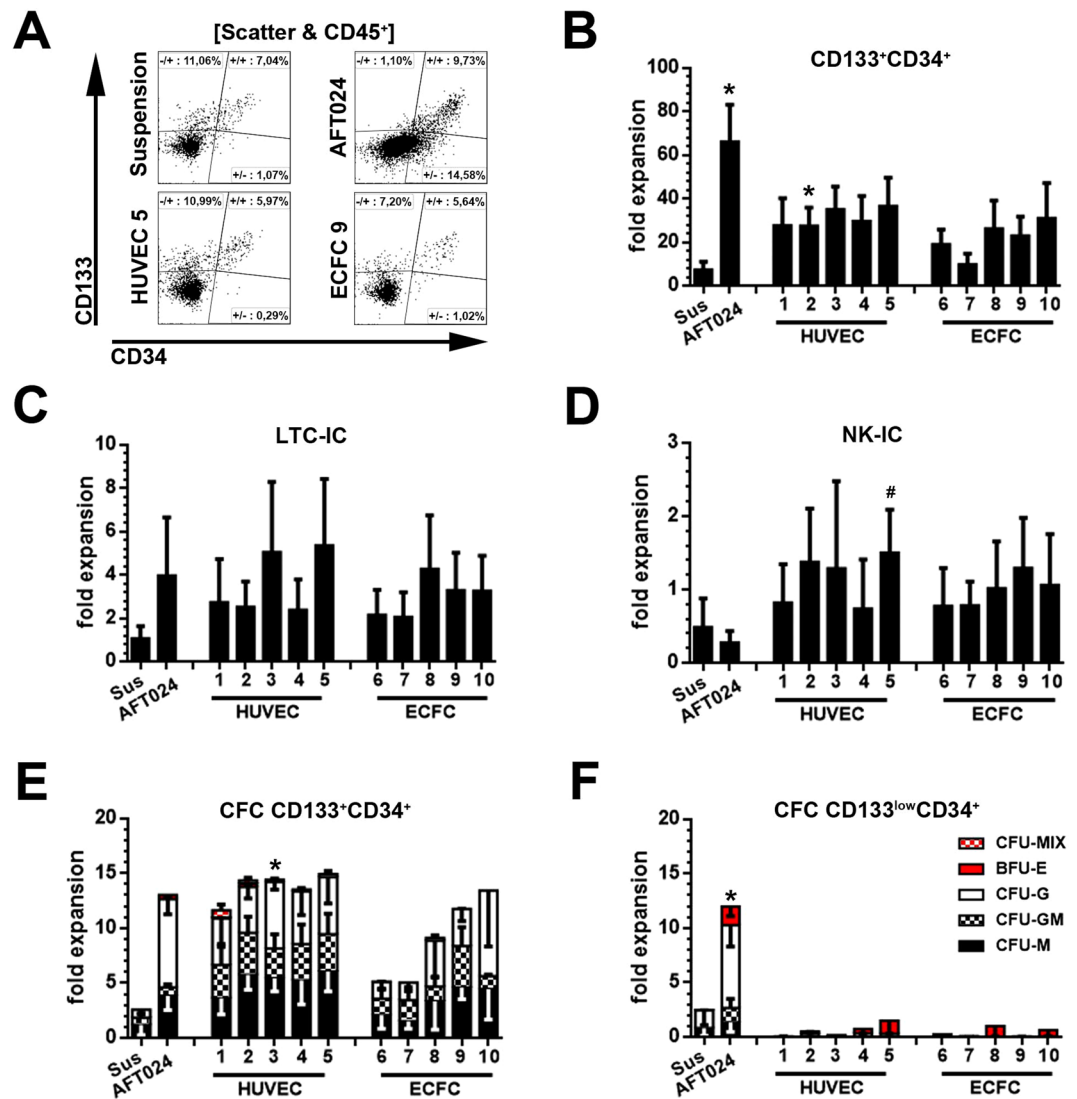 A
[Scatter & CD45+]
Suspension
-/+ : 11,06%
+/+ : 7,04%
+/- : 1,07%
AFT024
-/+ : 1,10%
+/+ : 9,73%
+/- : 14,58%
HUVEC 5
-/+ : 10,99%
+/+ : 5,97%
+/- : 0,29%
ECFC 9
-/+ : 7,20%
+/+ : 5,64%
+/- : 1,02%
CD133
CD34
B
CD133+CD34+
fold expansion
100
80
60
40
20
0
*
*
Sus
AFT024
1 2 3 4 5
HUVEC
6 7 8 9 10
ECFC
C
LTC-IC
fold expansion
10
8
6
4
2
0
Sus
AFT024
1 2 3 4 5
HUVEC
6 7 8 9 10
ECFC
D
NK-IC
fold expansion
3
2
1
0
#
Sus
AFT024
1 2 3 4 5
HUVEC
6 7 8 9 10
ECFC
E
CFC CD133+CD34+
fold expansion
20
15
10
5
0
*
Sus
AFT024
1 2 3 4 5
HUVEC
6 7 8 9 10
ECFC
F
CFC CD133lowCD34+
fold expansion
20
15
10
5
0
*
CFU-MIX
BFU-E
CFU-G
CFU-GM
CFU-M
Sus
AFT024
1 2 3 4 5
HUVEC
6 7 8 9 10
ECFC